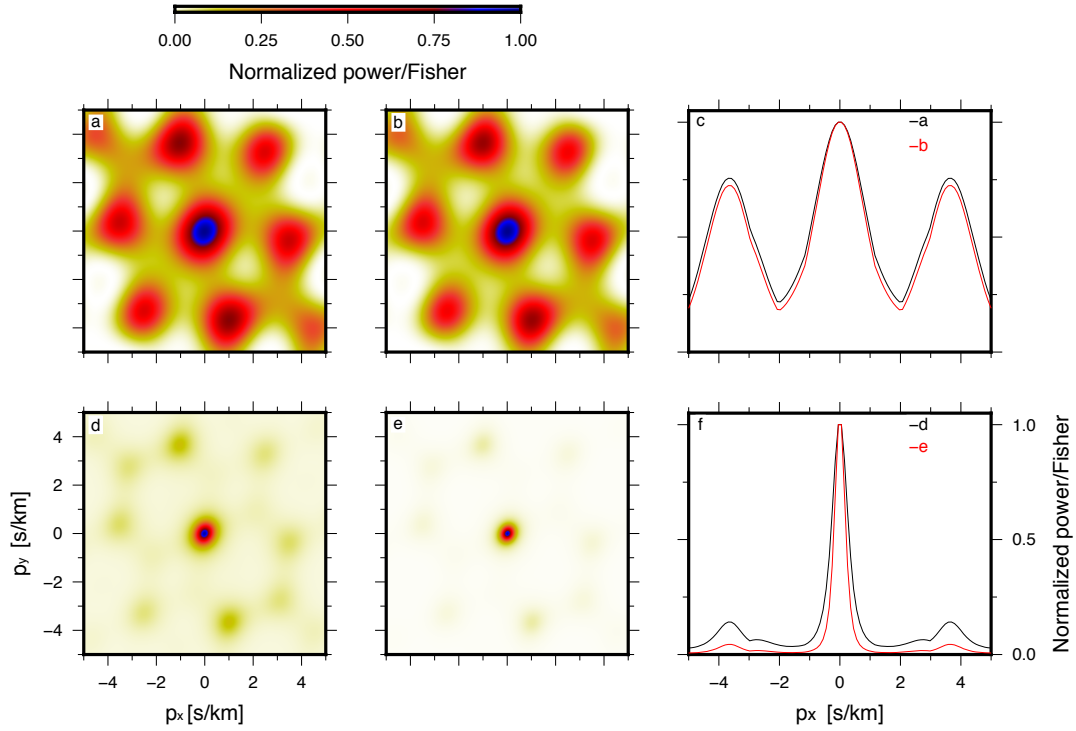 0.00 0.25 0.50 0.75 1.00
Normalized power/Fisher
a b c −a
−b
d e f −d
−e
4
2
0
−2
−4
py [s/km]
−4 −2 0 2 4
px [s/km]
−4 −2 0 2 4
px [s/km]
1.0
0.5
0.0
Normalized power/Fisher